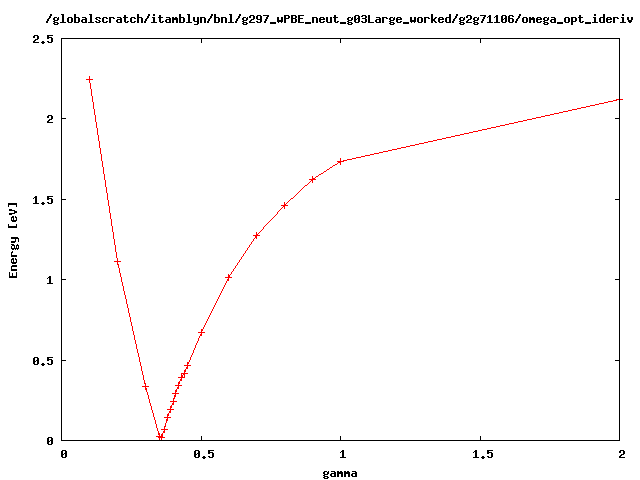 /globalscratch/itamblyn/bnl/g297_wPBE_neut_g03Large_worked/g2g71106/omega_opt_ideriv
2.5
2
1.5
1
0.5
0
Energy [eV]
0 0.5 1 1.5 2
gamma